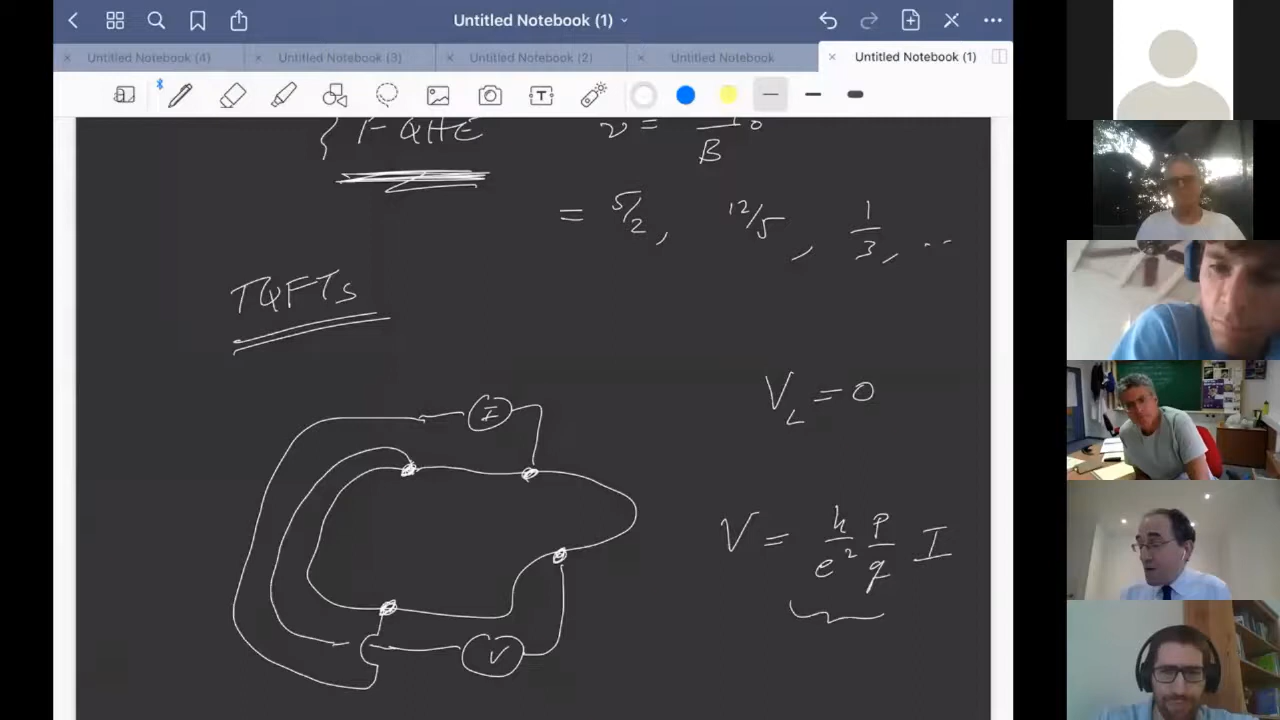 Untitled Notebook (1)
Untitled Notebook (4)
Untitled Notebook (3)
Untitled Notebook (2)
Untitled Notebook
Untitled Notebook (1)
T
FQHE
ν =
B
= 5/2, 12/5, 1/3, ..
TQFTs
V_L = 0
I
V = h/e² p/q I
V